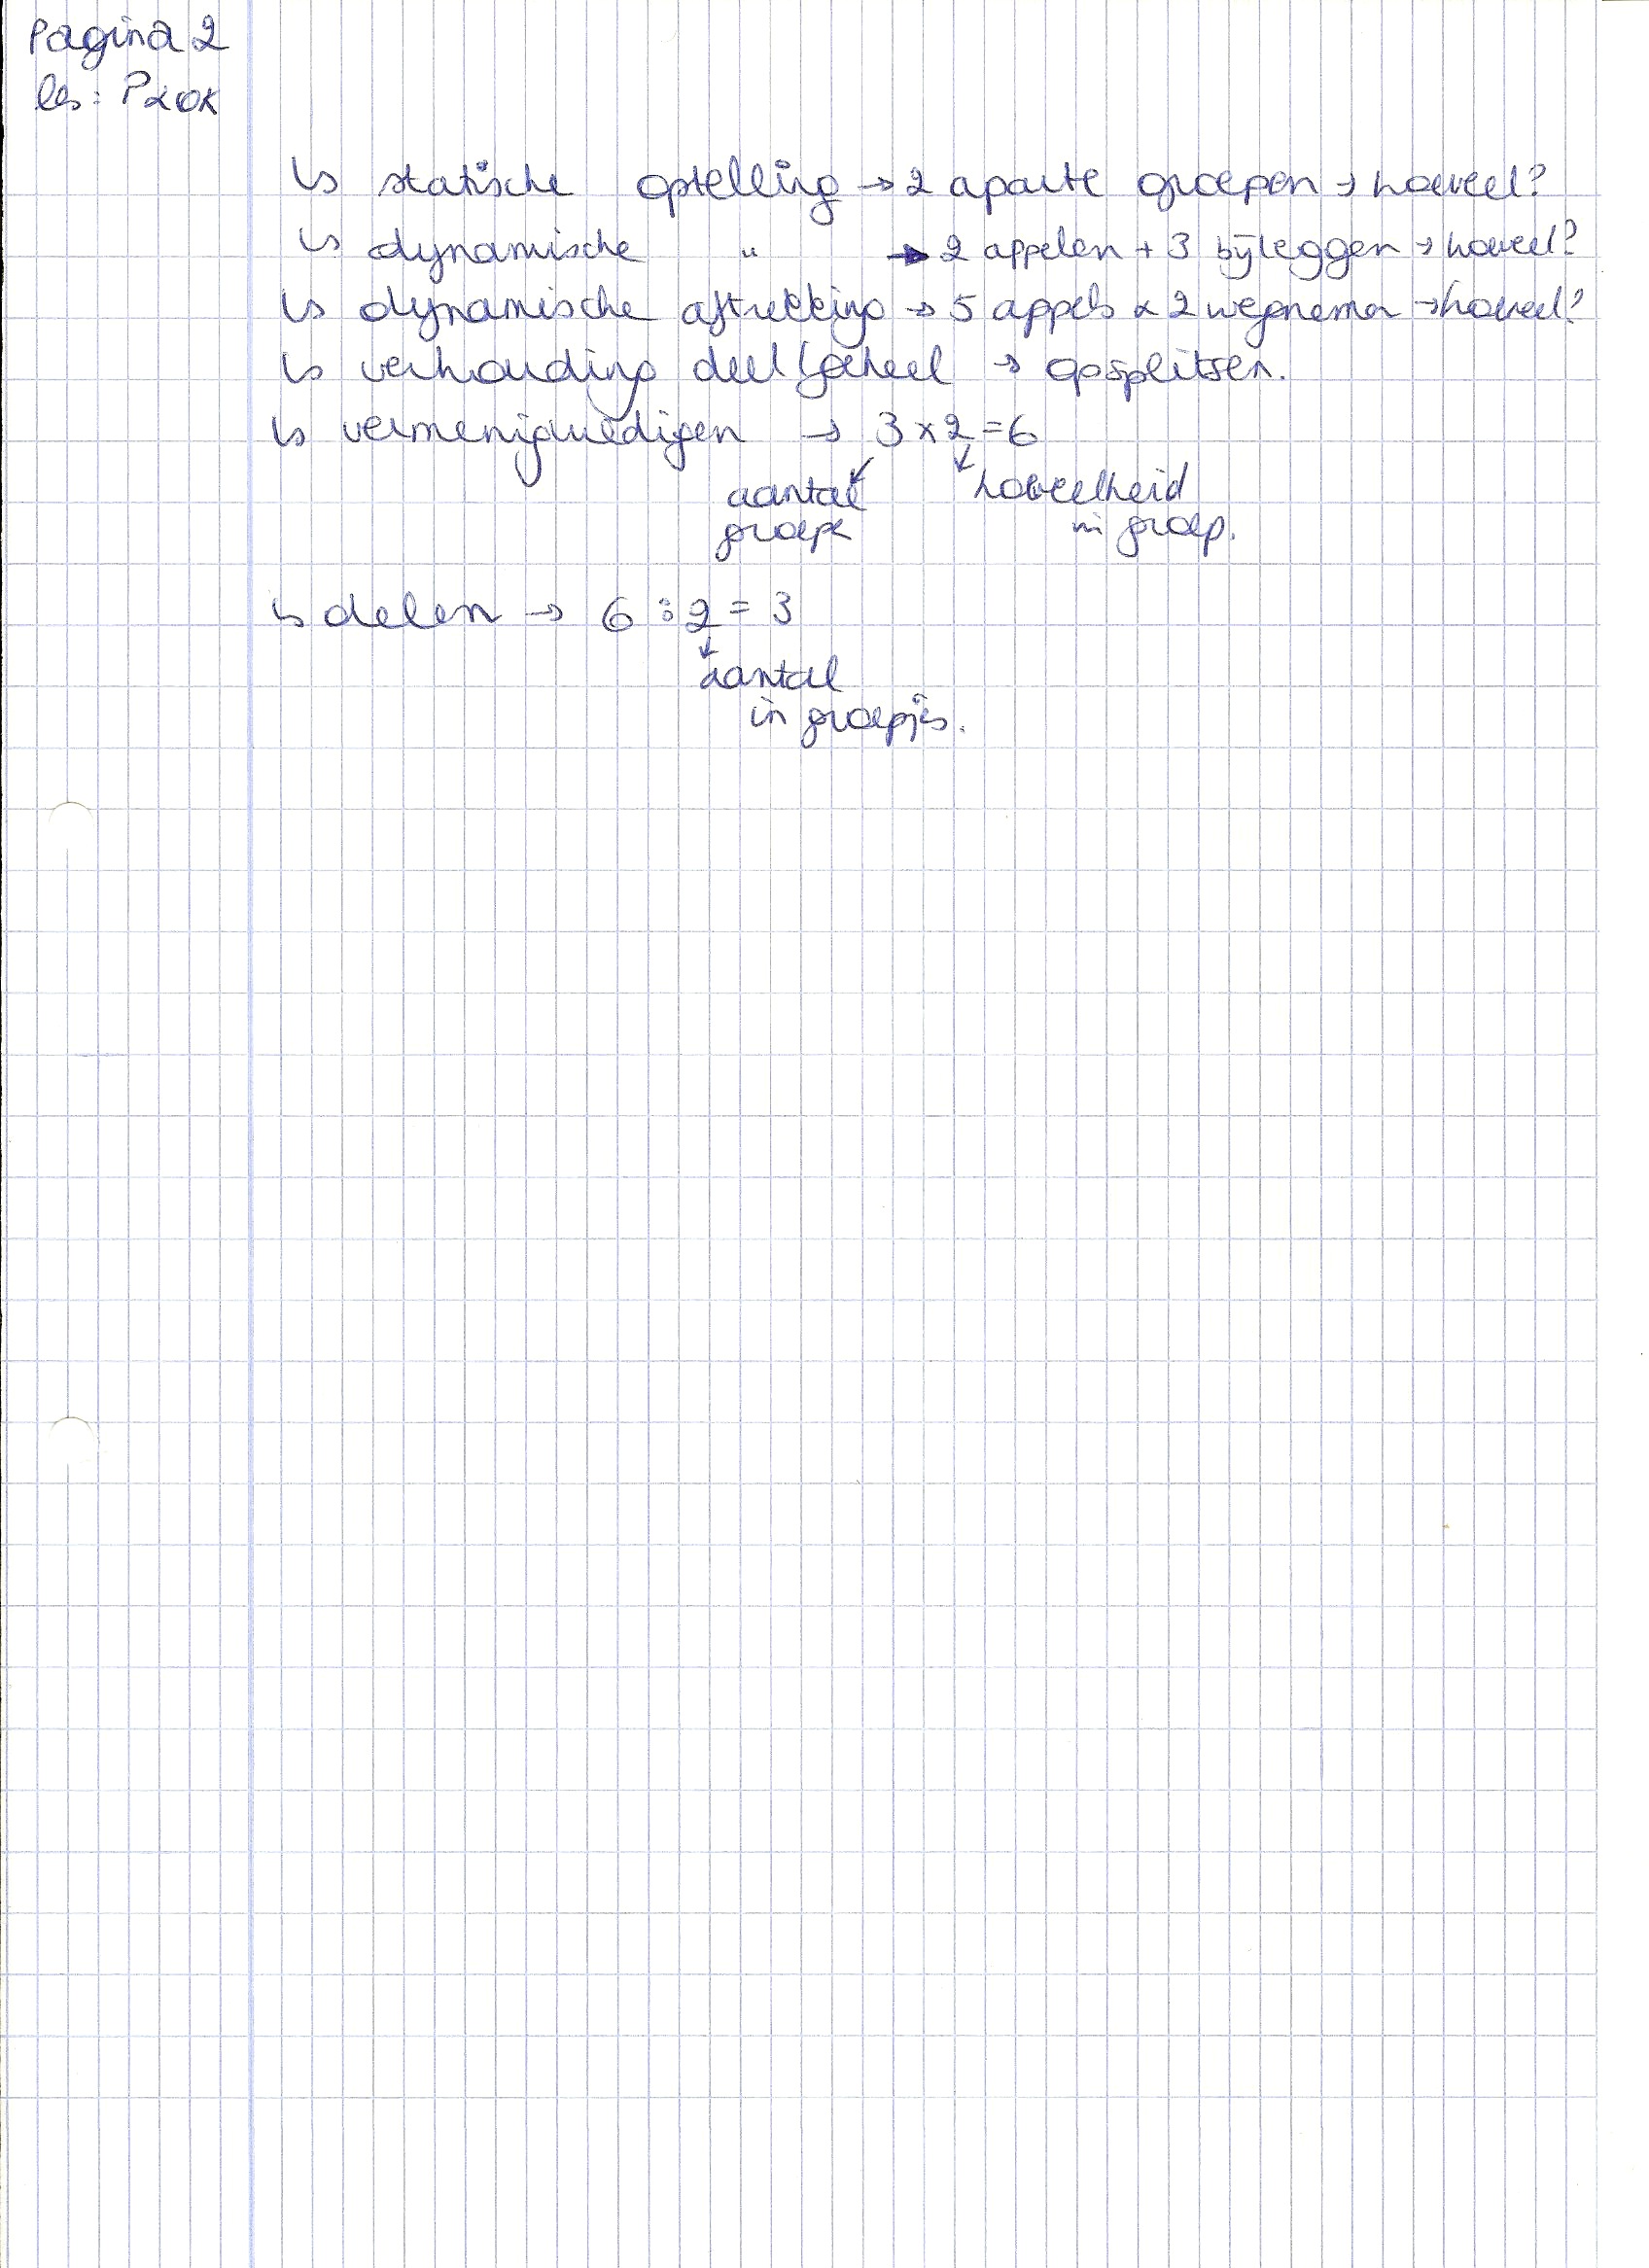 Pagina 2
les: P2OK
↳ statische optelling → 2 aparte groepen → hoeveel?
↳ dynamische " → 2 appelen + 3 bijleggen → hoeveel?
↳ dynamische aftrekking → 5 appels & 2 wegnemen → hoeveel?
↳ verhouding deel/geheel → opsplitsen.
↳ vermenigvuldigen → 3 x 2 = 6
aantal hoeveelheid
groepe in groep.
↳ delen → 6 : 2 = 3
aantal
in groepjes.